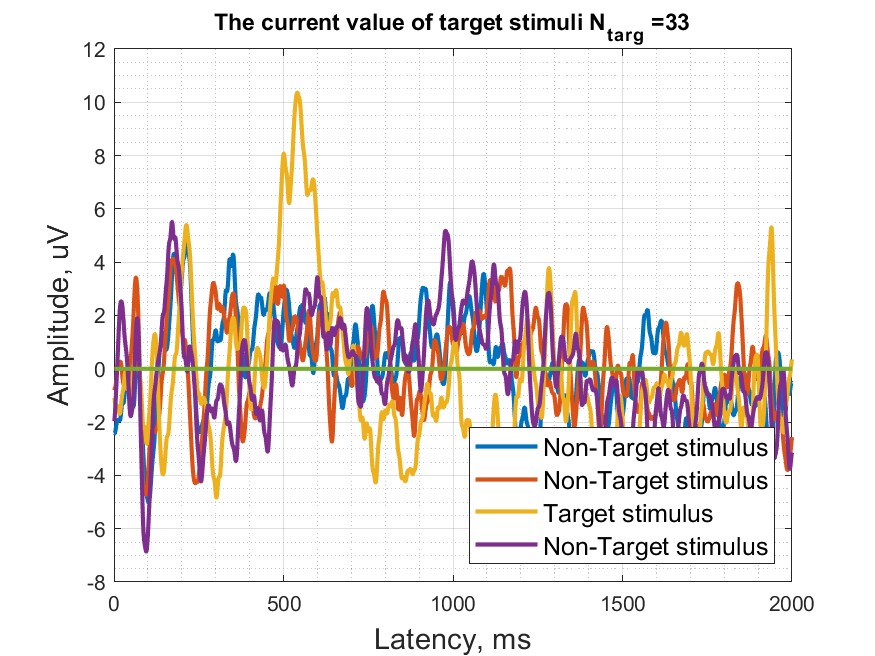 The current value of target stimuli N_targ =33
12
10
8
6
4
2
0
-2
-4
-6
-8
Amplitude, uV
Non-Target stimulus
Non-Target stimulus
Target stimulus
Non-Target stimulus
0 500 1000 1500 2000
Latency, ms